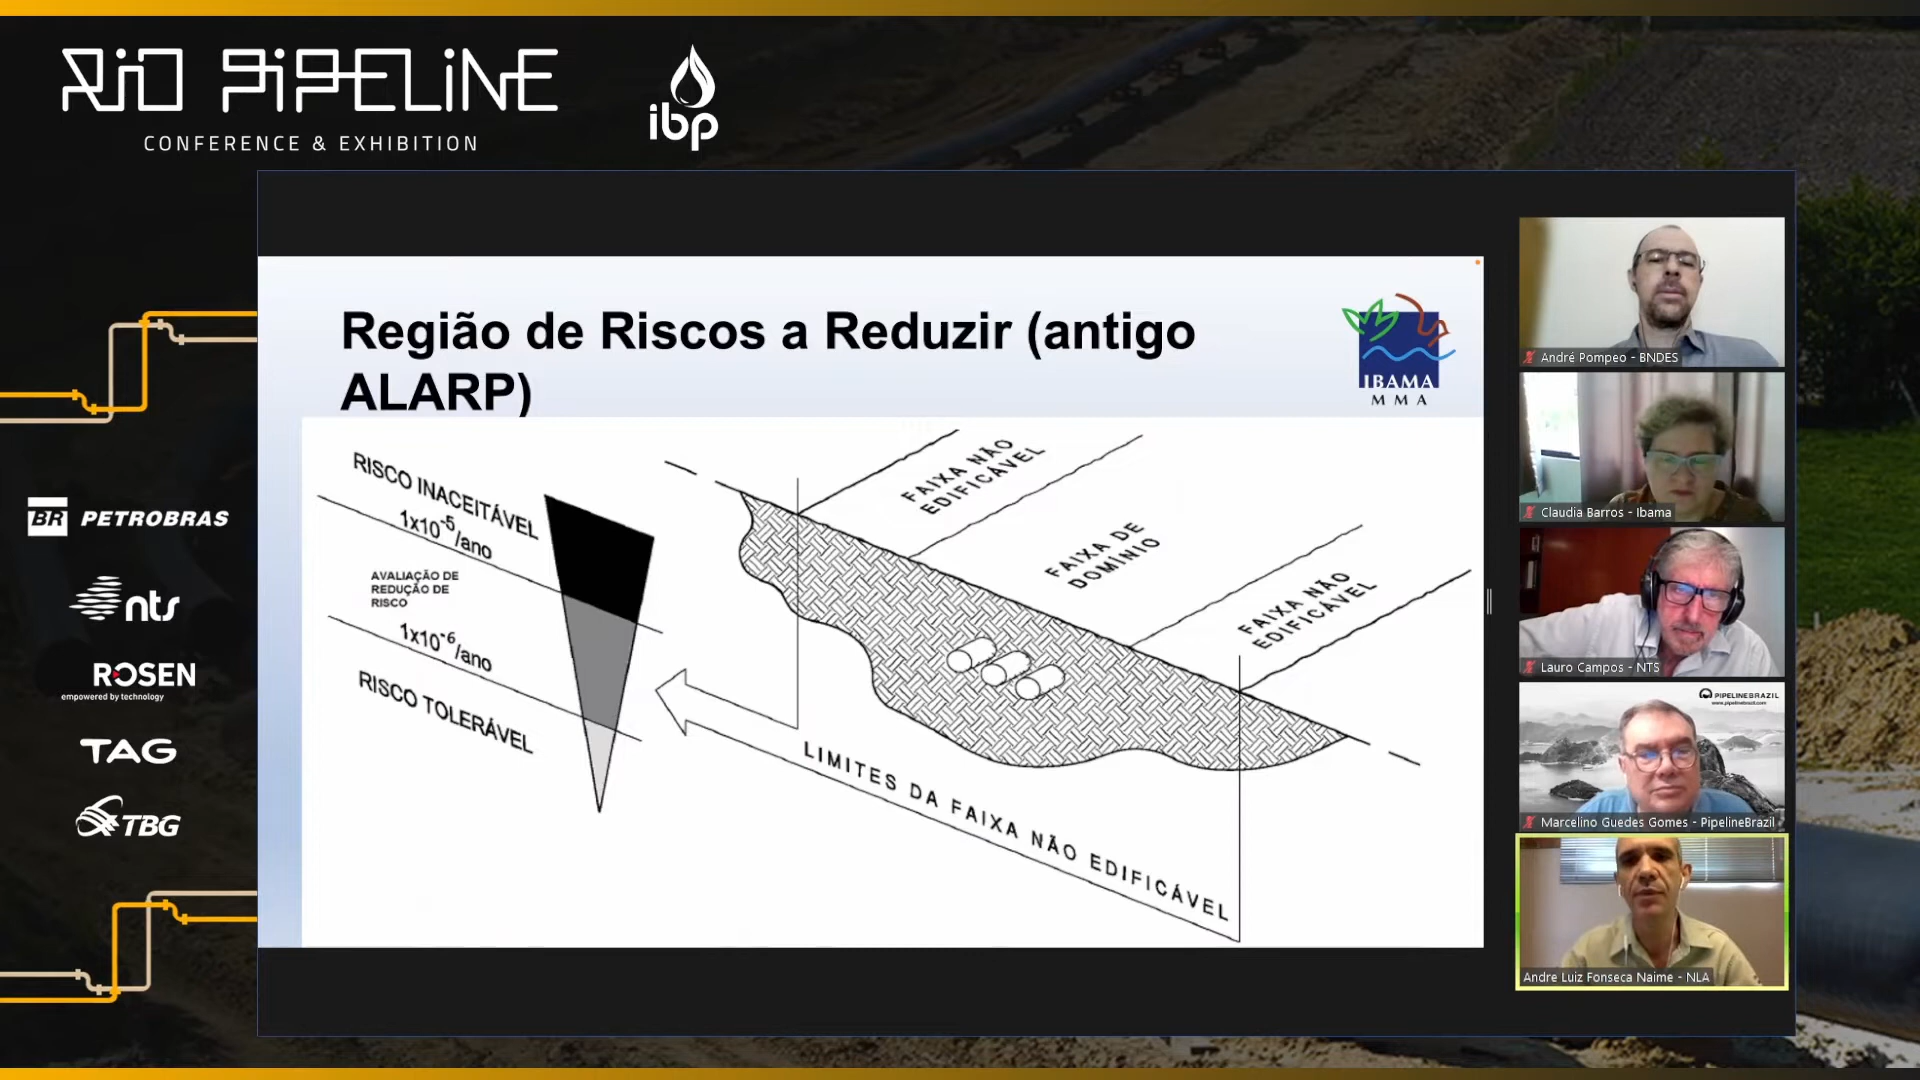 RIO PIPELINE
CONFERENCE & EXHIBITION
ibp
BR PETROBRAS
nts
ROSEN
empowered by technology
TAG
TBG
Região de Riscos a Reduzir (antigo
ALARP)
IBAMA
M M A
RISCO INACEITÁVEL
1x10-5/ano
AVALIAÇÃO DE
REDUÇÃO DE
RISCO
1x10-6/ano
RISCO TOLERÁVEL
FAIXA NÃO
EDIFICÁVEL
FAIXA DE
DOMÍNIO
FAIXA NÃO
EDIFICÁVEL
LIMITES DA FAIXA NÃO EDIFICÁVEL
André Pompeo - BNDES
Claudia Barros - Ibama
Lauro Campos - NTS
PIPELINEBRAZIL
www.pipelinebrazil.com
Marcelino Guedes Gomes - PipelineBrazil
Andre Luiz Fonseca Naime - NLA